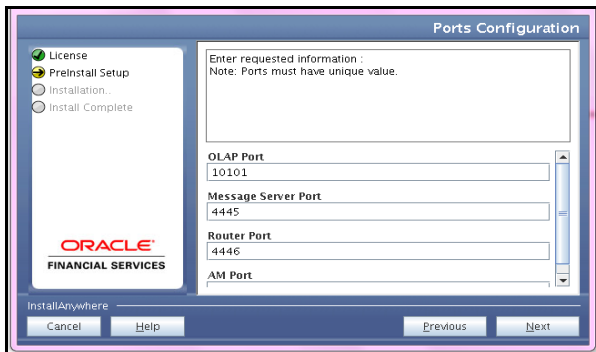 Ports Configuration
License
PreInstall Setup
Installation..
Install Complete
Enter requested information :
Note: Ports must have unique value.
OLAP Port
10101
Message Server Port
4445
Router Port
4446
AM Port
ORACLE
FINANCIAL SERVICES
InstallAnywhere
Cancel
Help
Previous
Next